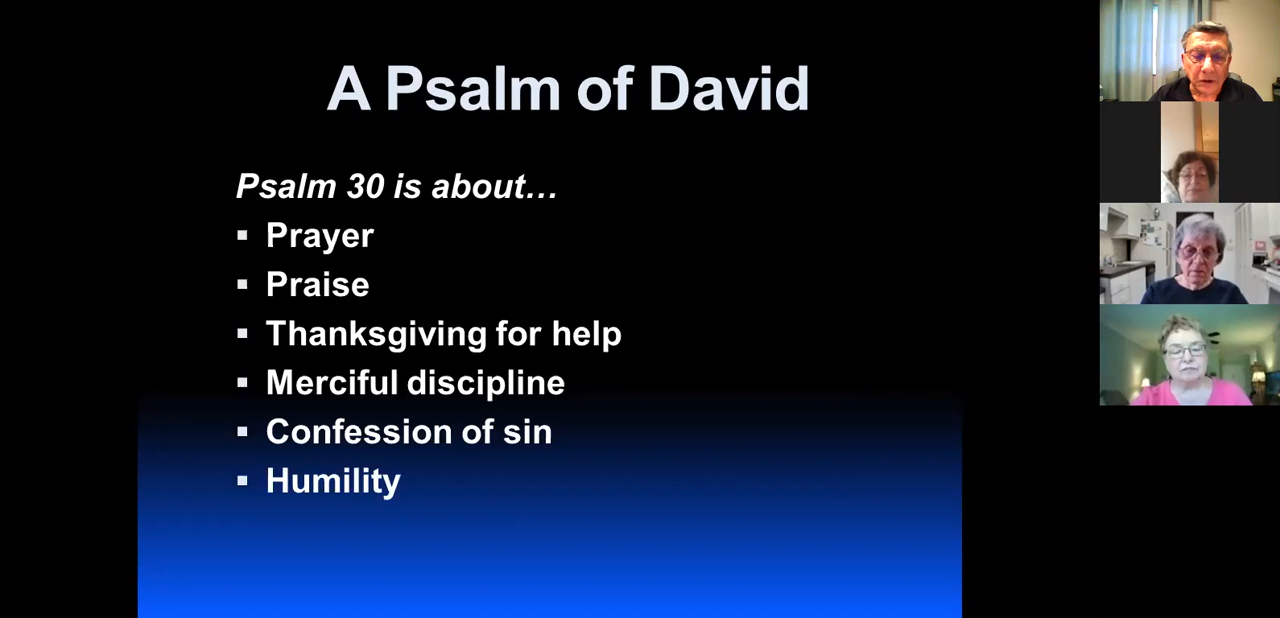 A Psalm of David
Psalm 30 is about…
▪ Prayer
▪ Praise
▪ Thanksgiving for help
▪ Merciful discipline
▪ Confession of sin
▪ Humility